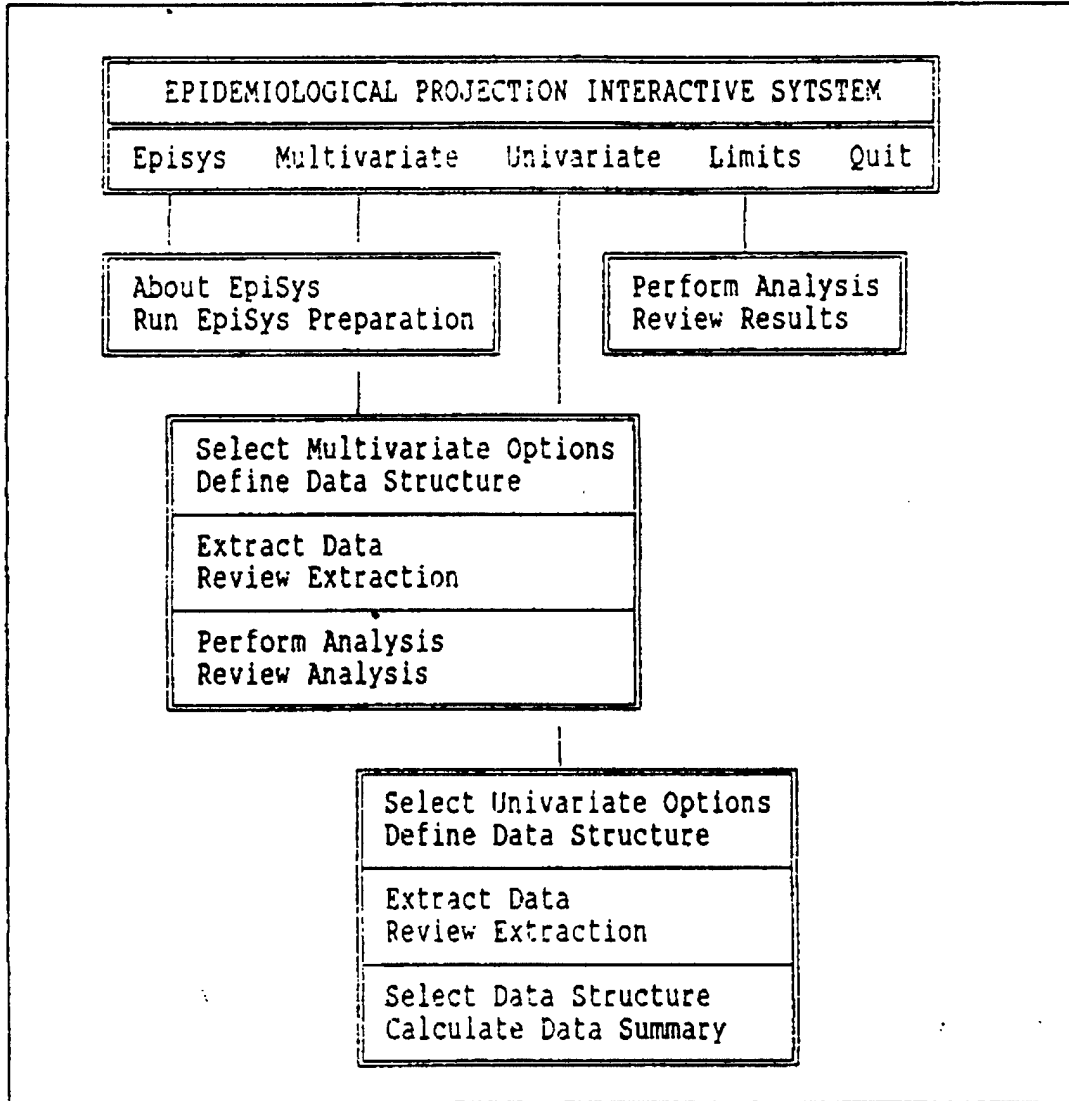 EPIDEMIOLOGICAL PROJECTION INTERACTIVE SYTSTEM
Episys Multivariate Univariate Limits Quit
About EpiSys
Run EpiSys Preparation
Perform Analysis
Review Results
Select Multivariate Options
Define Data Structure
Extract Data
Review Extraction
Perform Analysis
Review Analysis
Select Univariate Options
Define Data Structure
Extract Data
Review Extraction
Select Data Structure
Calculate Data Summary